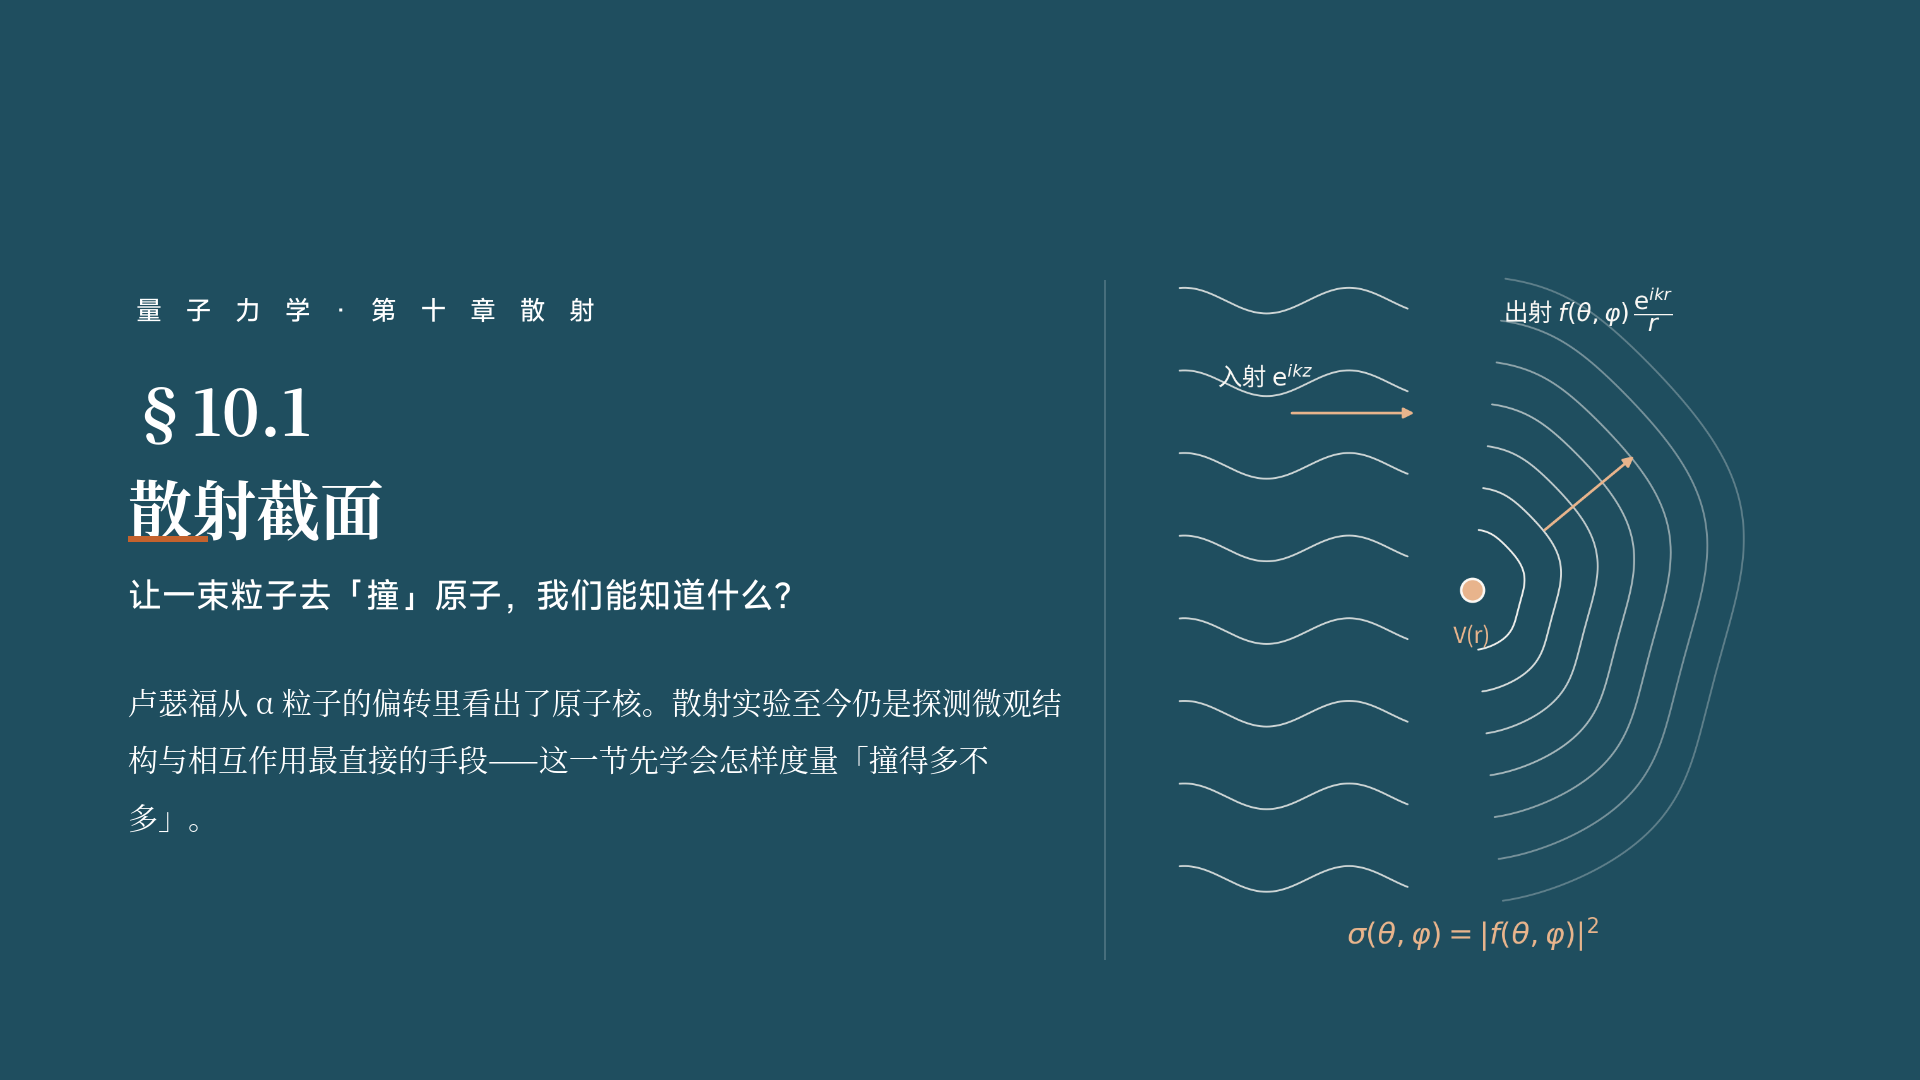 量子力学·第十章散射
§ 10.1
散射截面
让一束粒子去「撞」原子，我们能知道什么？
卢瑟福从 α 粒子的偏转里看出了原子核。散射实验至今仍是探测微观结
构与相互作用最直接的手段——这一节先学会怎样度量「撞得多不
多」。
出射 f(θ, φ) e^{ikr}/r
入射 e^{ikz}
V(r)
σ(θ, φ) = |f(θ, φ)|²